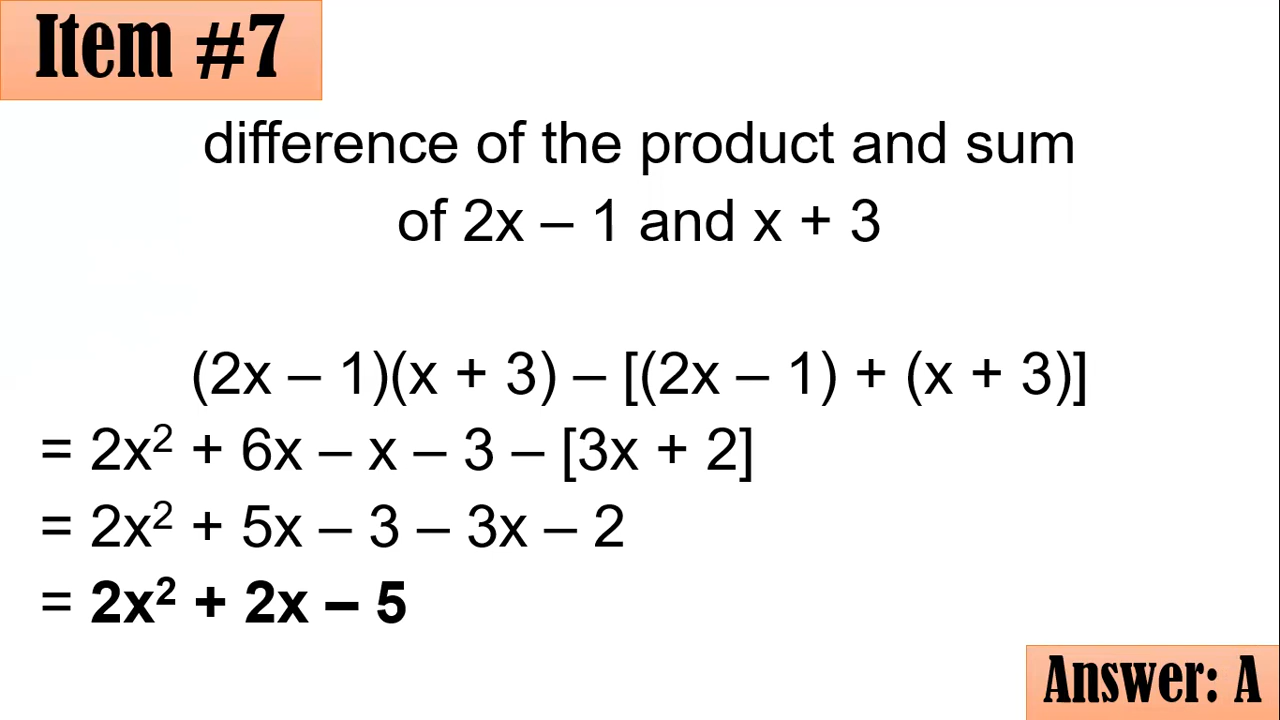 Item #7
difference of the product and sum
of 2x – 1 and x + 3
(2x – 1)(x + 3) – [(2x – 1) + (x + 3)]
= 2x² + 6x – x – 3 – [3x + 2]
= 2x² + 5x – 3 – 3x – 2
= 2x² + 2x – 5
Answer: A